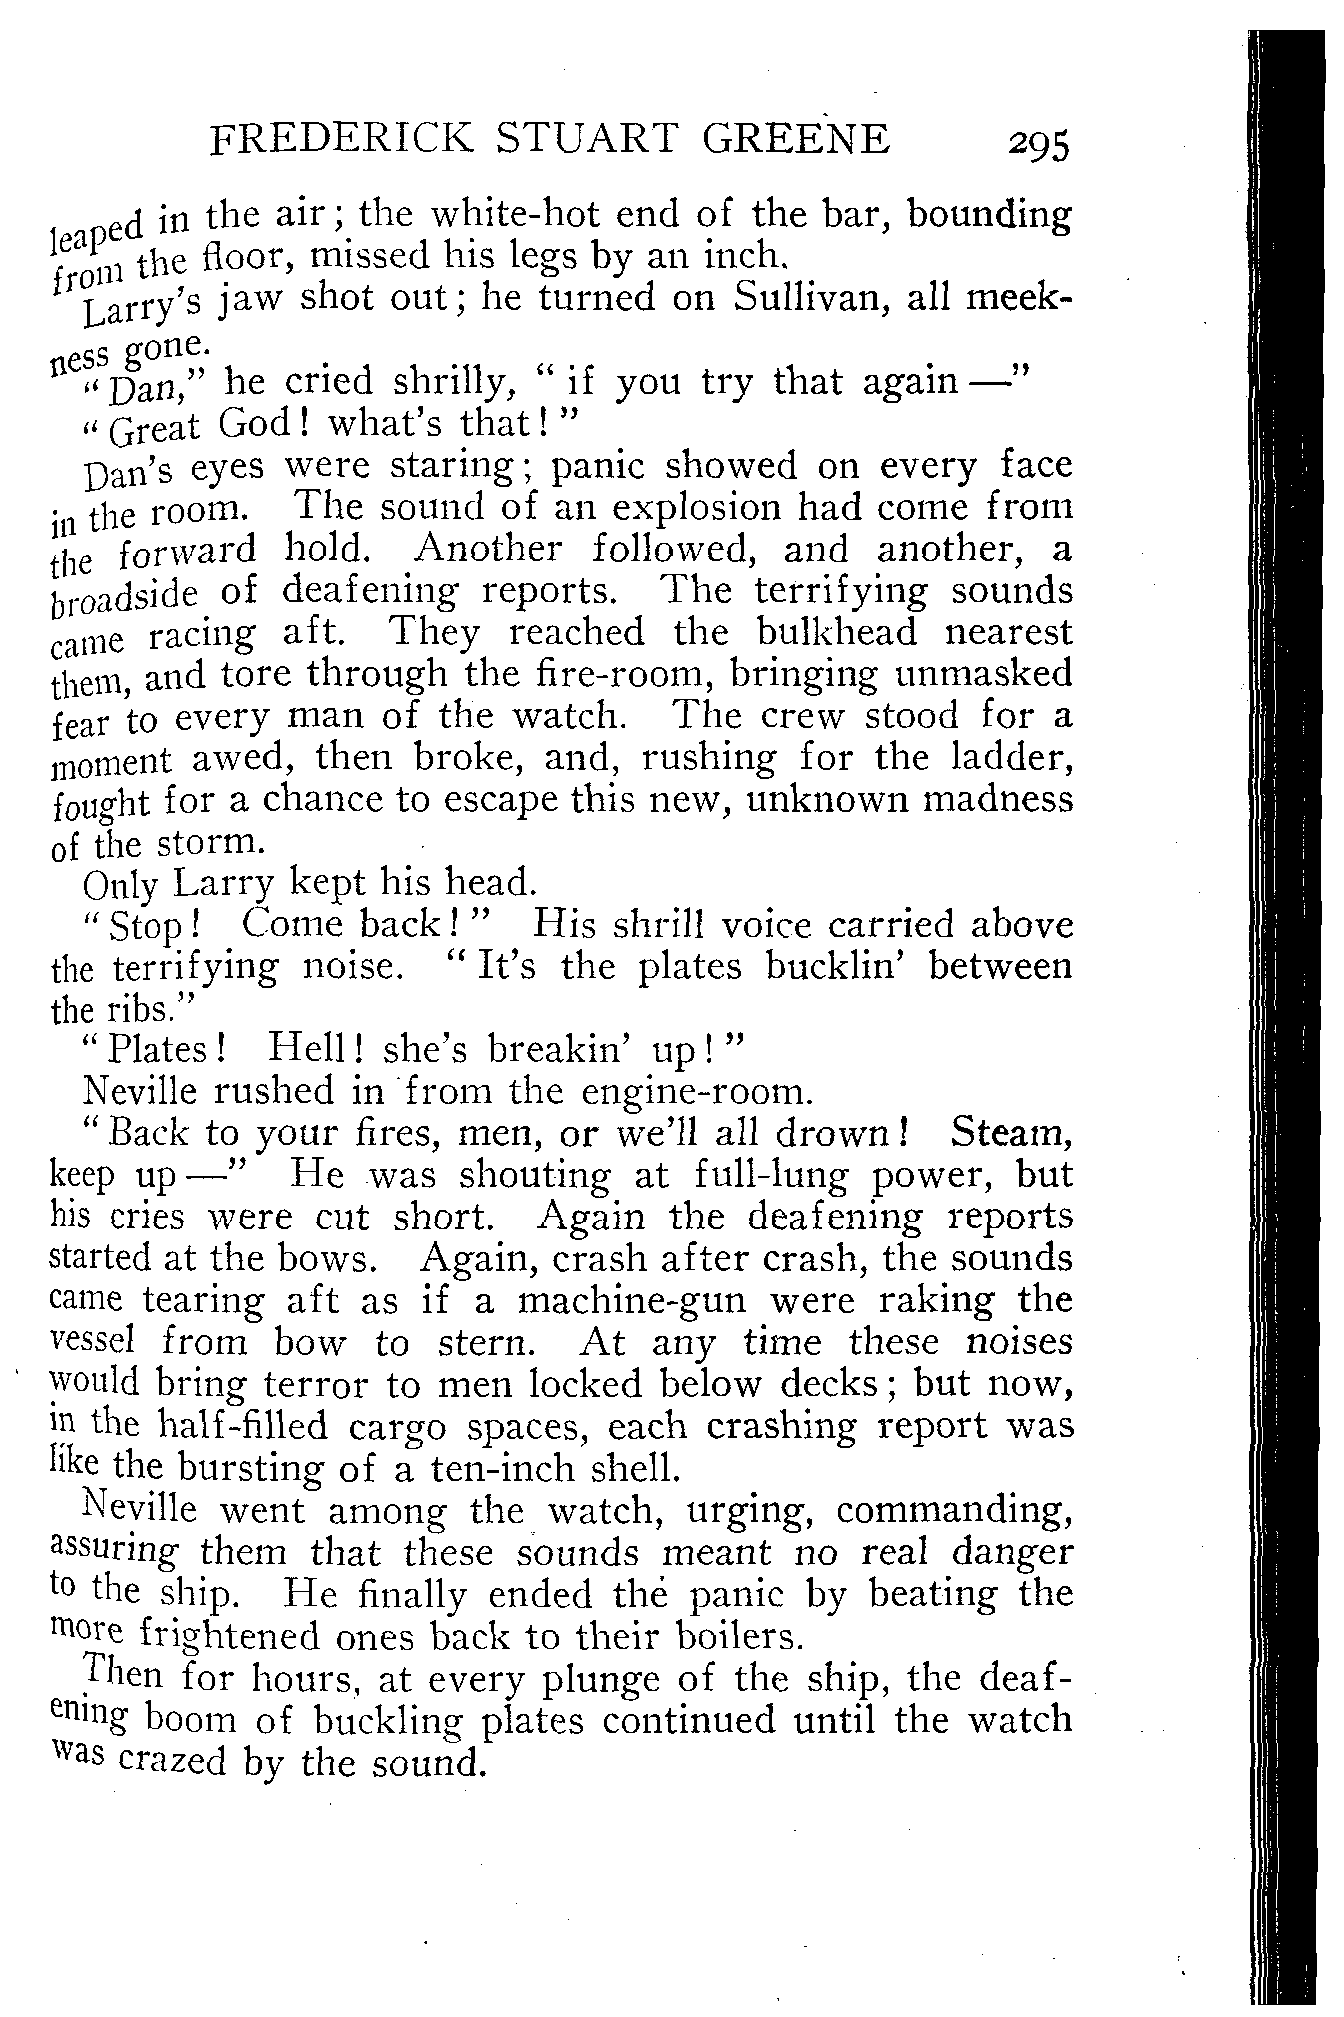 FREDERICK STUART GREENE 295
leaped in the air; the white-hot end of the bar, bounding
from the floor, missed his legs by an inch.
Larry's jaw shot out; he turned on Sullivan, all meek-
ness gone.
"Dan," he cried shrilly, "if you try that again—"
"Great God! what's that!"
Dan's eyes were staring; panic showed on every face
in the room. The sound of an explosion had come from
the forward hold. Another followed, and another, a
broadside of deafening reports. The terrifying sounds
came racing aft. They reached the bulkhead nearest
them, and tore through the fire-room, bringing unmasked
fear to every man of the watch. The crew stood for a
moment awed, then broke, and, rushing for the ladder,
fought for a chance to escape this new, unknown madness
of the storm.
Only Larry kept his head.
"Stop! Come back!" His shrill voice carried above
the terrifying noise. "It's the plates bucklin' between
the ribs."
"Plates! Hell! she's breakin' up!"
Neville rushed in from the engine-room.
"Back to your fires, men, or we'll all drown! Steam,
keep up—" He was shouting at full-lung power, but
his cries were cut short. Again the deafening reports
started at the bows. Again, crash after crash, the sounds
came tearing aft as if a machine-gun were raking the
vessel from bow to stern. At any time these noises
would bring terror to men locked below decks; but now,
in the half-filled cargo spaces, each crashing report was
like the bursting of a ten-inch shell.
Neville went among the watch, urging, commanding,
assuring them that these sounds meant no real danger
to the ship. He finally ended the panic by beating the
more frightened ones back to their boilers.
Then for hours, at every plunge of the ship, the deaf-
ening boom of buckling plates continued until the watch
was crazed by the sound.